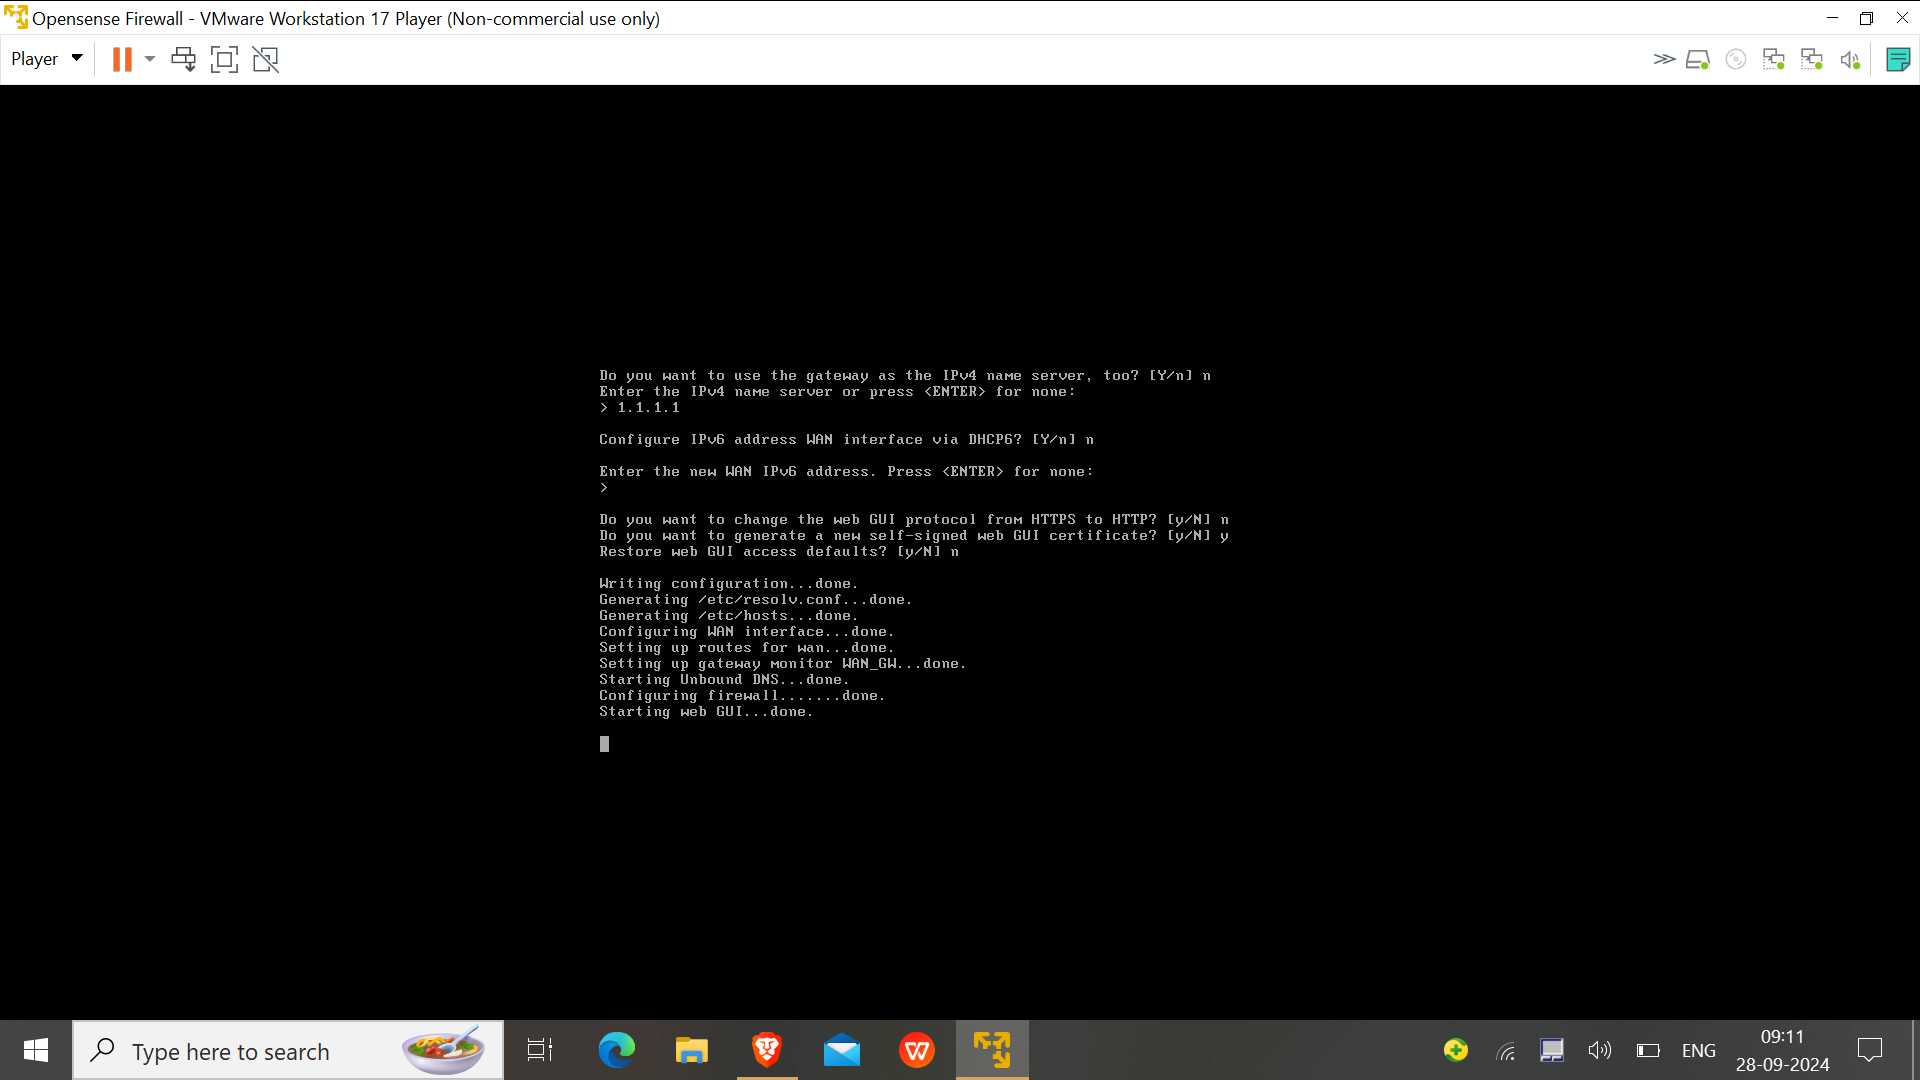 Opensense Firewall - VMware Workstation 17 Player (Non-commercial use only)
Player
Do you want to use the gateway as the IPv4 name server, too? [Y/n] n
Enter the IPv4 name server or press <ENTER> for none:
> 1.1.1.1
Configure IPv6 address WAN interface via DHCP6? [Y/n] n
Enter the new WAN IPv6 address. Press <ENTER> for none:
>
Do you want to change the web GUI protocol from HTTPS to HTTP? [y/N] n
Do you want to generate a new self-signed web GUI certificate? [y/N] y
Restore web GUI access defaults? [y/N] n
Writing configuration...done.
Generating /etc/resolv.conf...done.
Generating /etc/hosts...done.
Configuring WAN interface...done.
Setting up routes for wan...done.
Setting up gateway monitor WAN_GW...done.
Starting Unbound DNS...done.
Configuring firewall.......done.
Starting web GUI...done.
Type here to search
ENG
09:11
28-09-2024